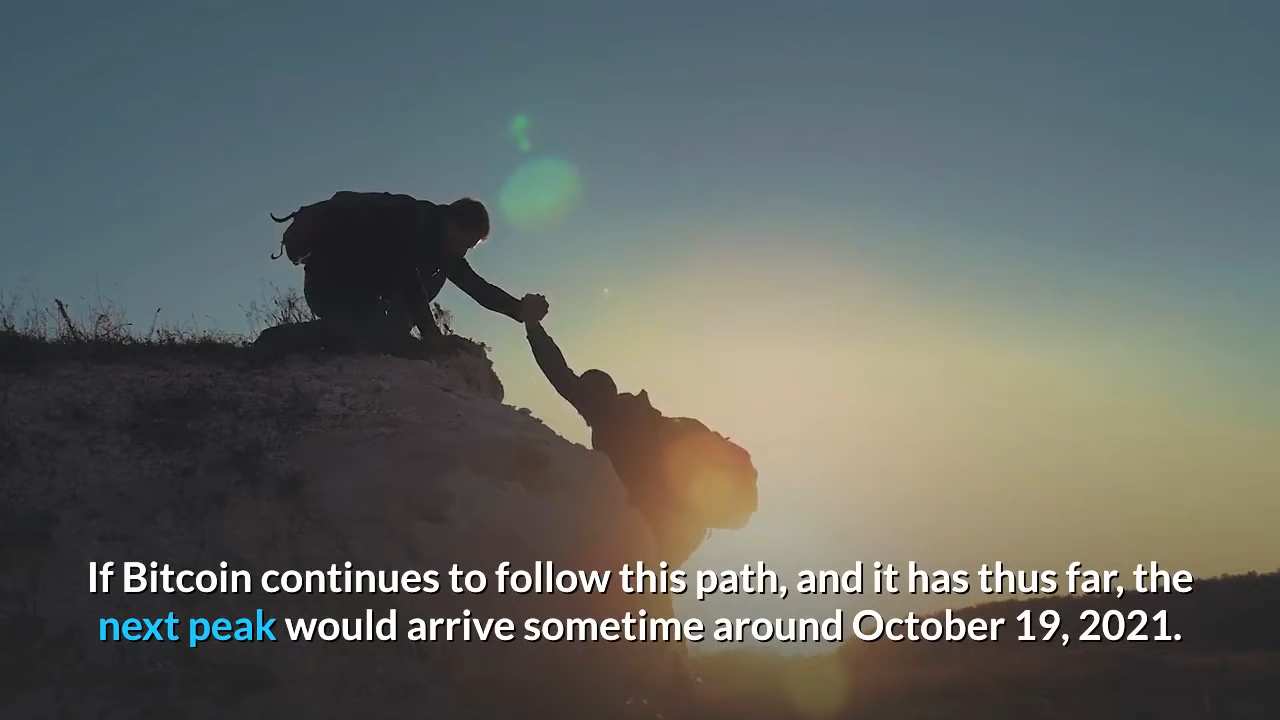 If Bitcoin continues to follow this path, and it has thus far, the
next peak would arrive sometime around October 19, 2021.